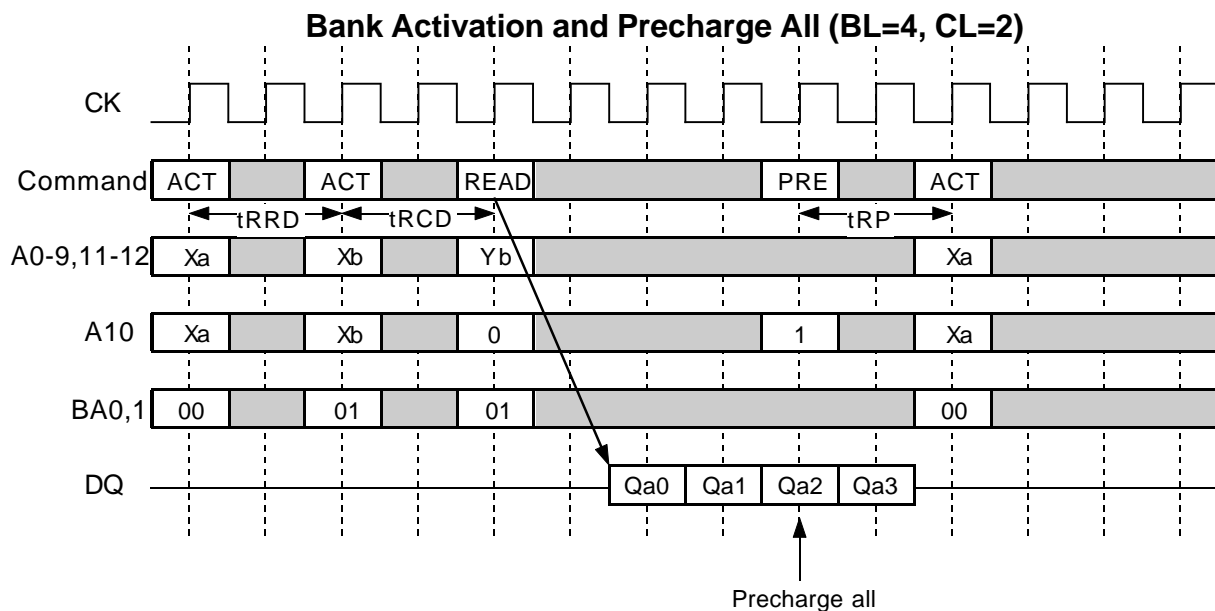 Bank Activation and Precharge All (BL=4, CL=2)
CK
Command ACT ACT READ PRE ACT
tRRD tRCD tRP
A0-9,11-12 Xa Xb Yb Xa
A10 Xa Xb 0 1 Xa
BA0,1 00 01 01 00
DQ Qa0 Qa1 Qa2 Qa3
Precharge all